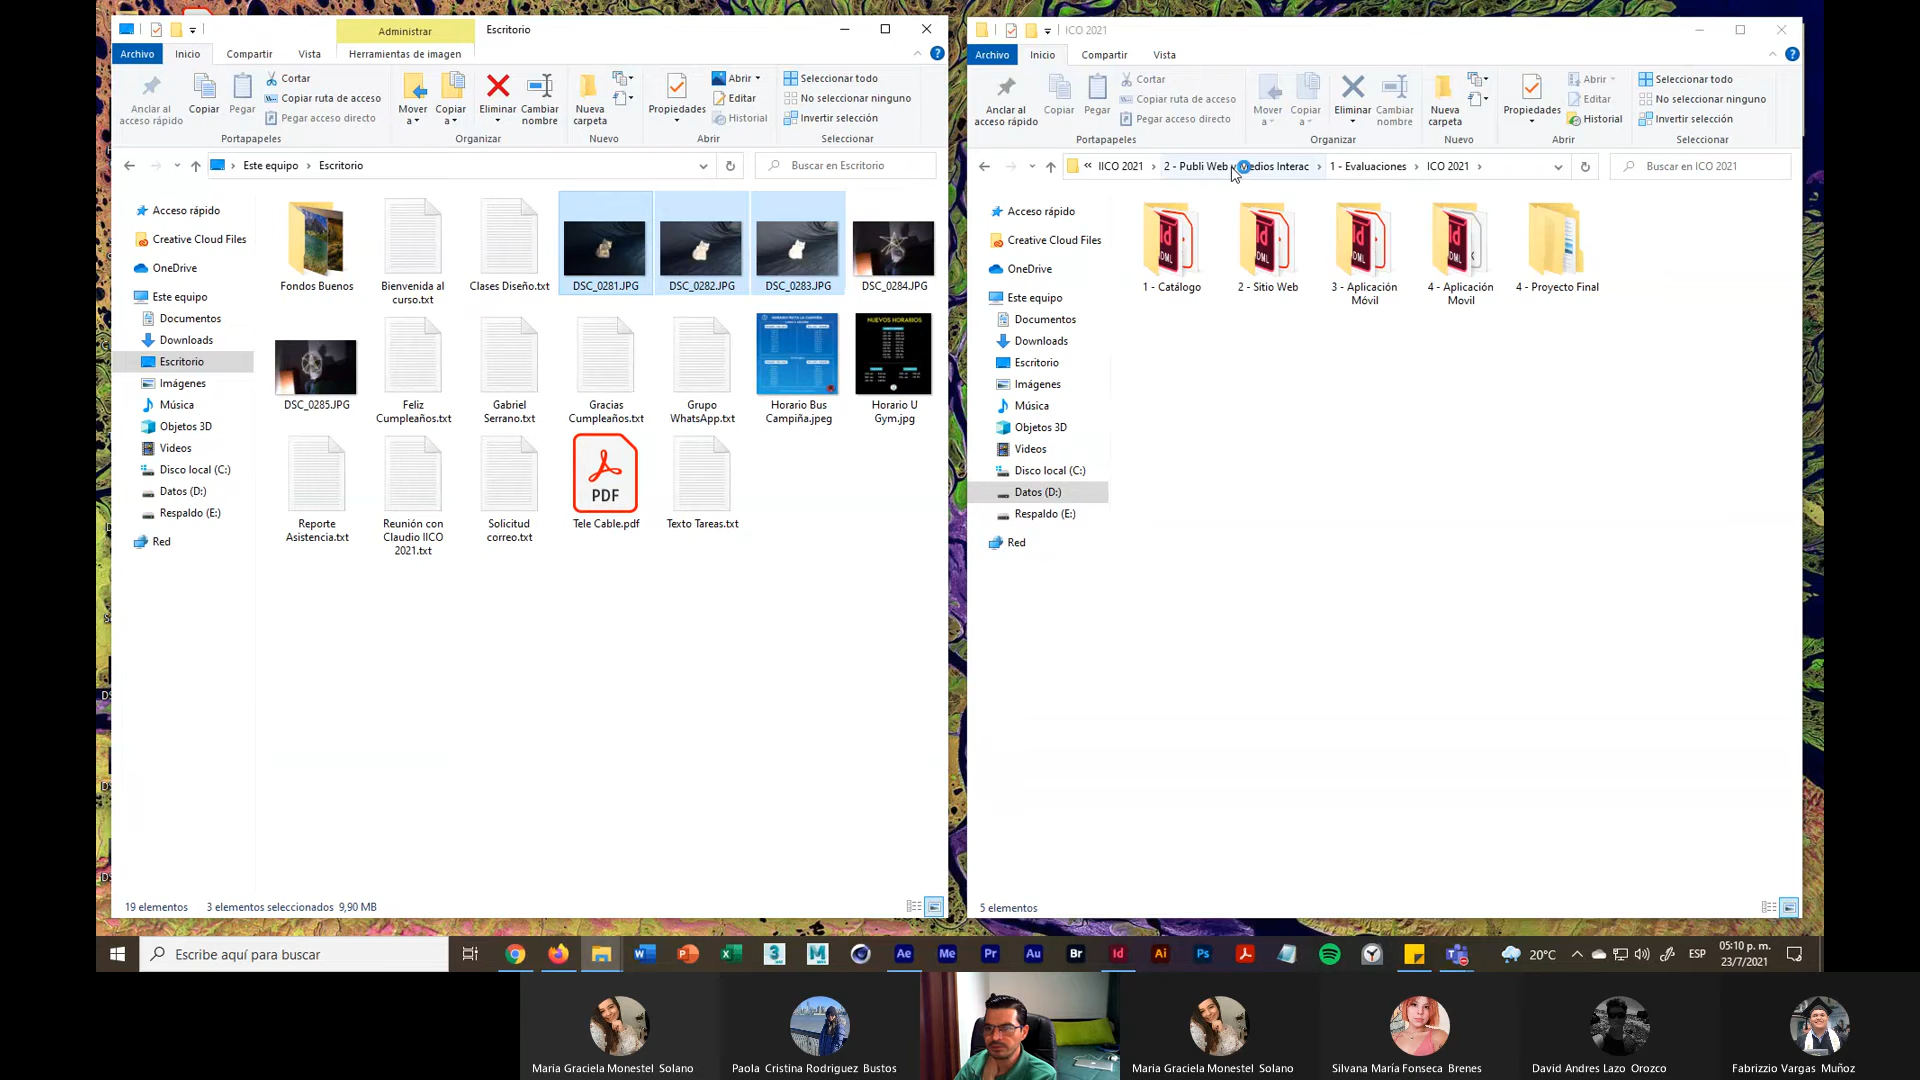 Administrar
Escritorio
Archivo
Inicio
Compartir
Vista
Herramientas de imagen
Anclar al
acceso rápido
Copiar
Pegar
Cortar
Copiar ruta de acceso
Pegar acceso directo
Portapapeles
Mover
a
Copiar
a
Eliminar
Cambiar
nombre
Organizar
Nueva
carpeta
Nuevo
Propiedades
Abrir
Editar
Historial
Abrir
Seleccionar todo
No seleccionar ninguno
Invertir selección
Seleccionar
Este equipo
Escritorio
Buscar en Escritorio
Acceso rápido
Creative Cloud Files
OneDrive
Este equipo
Documentos
Downloads
Escritorio
Imágenes
Música
Objetos 3D
Videos
Disco local (C:)
Datos (D:)
Respaldo (E:)
Red
Fondos Buenos
Bienvenida al
curso.txt
Clases Diseño.txt
DSC_0281.JPG
DSC_0282.JPG
DSC_0283.JPG
DSC_0284.JPG
NUEVOS HORARIOS
DSC_0285.JPG
Feliz
Cumpleaños.txt
Gabriel
Serrano.txt
Gracias
Cumpleaños.txt
Grupo
WhatsApp.txt
Horario Bus
Campiña.jpeg
Horario U
Gym.jpg
PDF
Reporte
Asistencia.txt
Reunión con
Claudio IICO
2021.txt
Solicitud
correo.txt
Tele Cable.pdf
Texto Tareas.txt
19 elementos
3 elementos seleccionados 9,90 MB
ICO 2021
Archivo
Inicio
Compartir
Vista
Anclar al
acceso rápido
Copiar
Pegar
Cortar
Copiar ruta de acceso
Pegar acceso directo
Portapapeles
Mover
a
Copiar
a
Eliminar
Cambiar
nombre
Organizar
Nueva
carpeta
Nuevo
Propiedades
Abrir
Editar
Historial
Abrir
Seleccionar todo
No seleccionar ninguno
Invertir selección
Seleccionar
« IICO 2021
2 - Publi Web y Medios Interac
1 - Evaluaciones
ICO 2021
Buscar en ICO 2021
Acceso rápido
Creative Cloud Files
OneDrive
Este equipo
Documentos
Downloads
Escritorio
Imágenes
Música
Objetos 3D
Videos
Disco local (C:)
Datos (D:)
Respaldo (E:)
Red
1 - Catálogo
2 - Sitio Web
3 - Aplicación
Móvil
4 - Aplicación
Movil
4 - Proyecto Final
5 elementos
Escribe aquí para buscar
Ae
Me
Pr
Au
Br
Id
Ai
Ps
20°C
ESP
05:10 p. m.
23/7/2021
Maria Graciela Monestel Solano
Paola Cristina Rodriguez Bustos
Maria Graciela Monestel Solano
Silvana María Fonseca Brenes
David Andres Lazo Orozco
Fabrizzio Vargas Muñoz